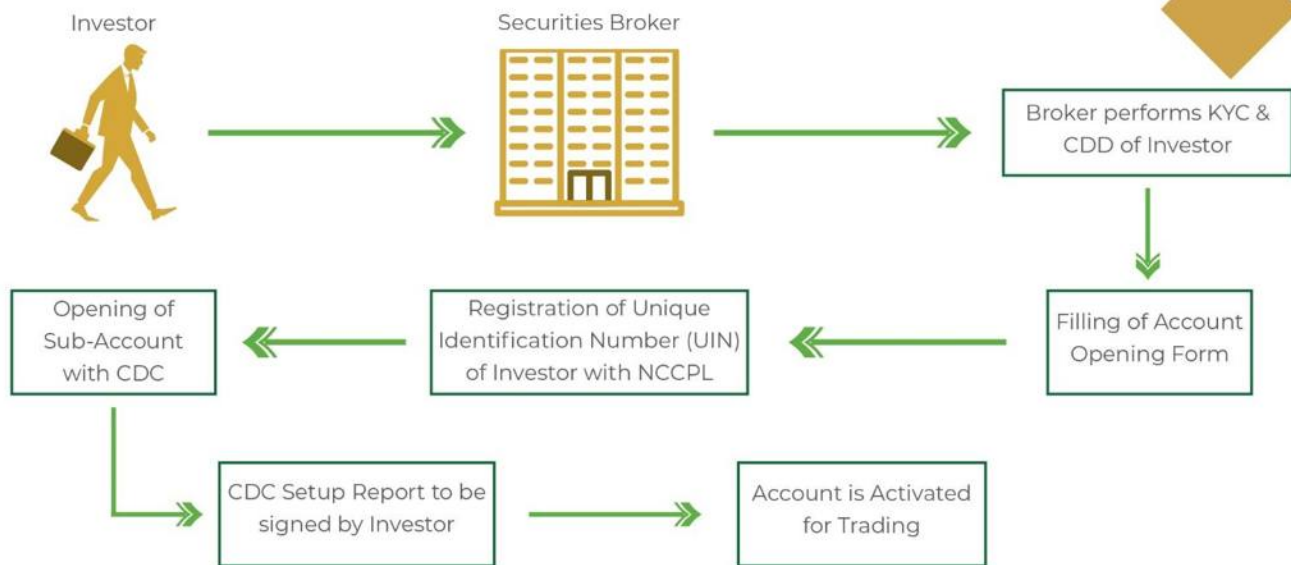 Investor
Securities Broker
Broker performs KYC &
CDD of Investor
Filling of Account
Opening Form
Registration of Unique
Identification Number (UIN)
of Investor with NCCPL
Opening of
Sub-Account
with CDC
CDC Setup Report to be
signed by Investor
Account is Activated
for Trading